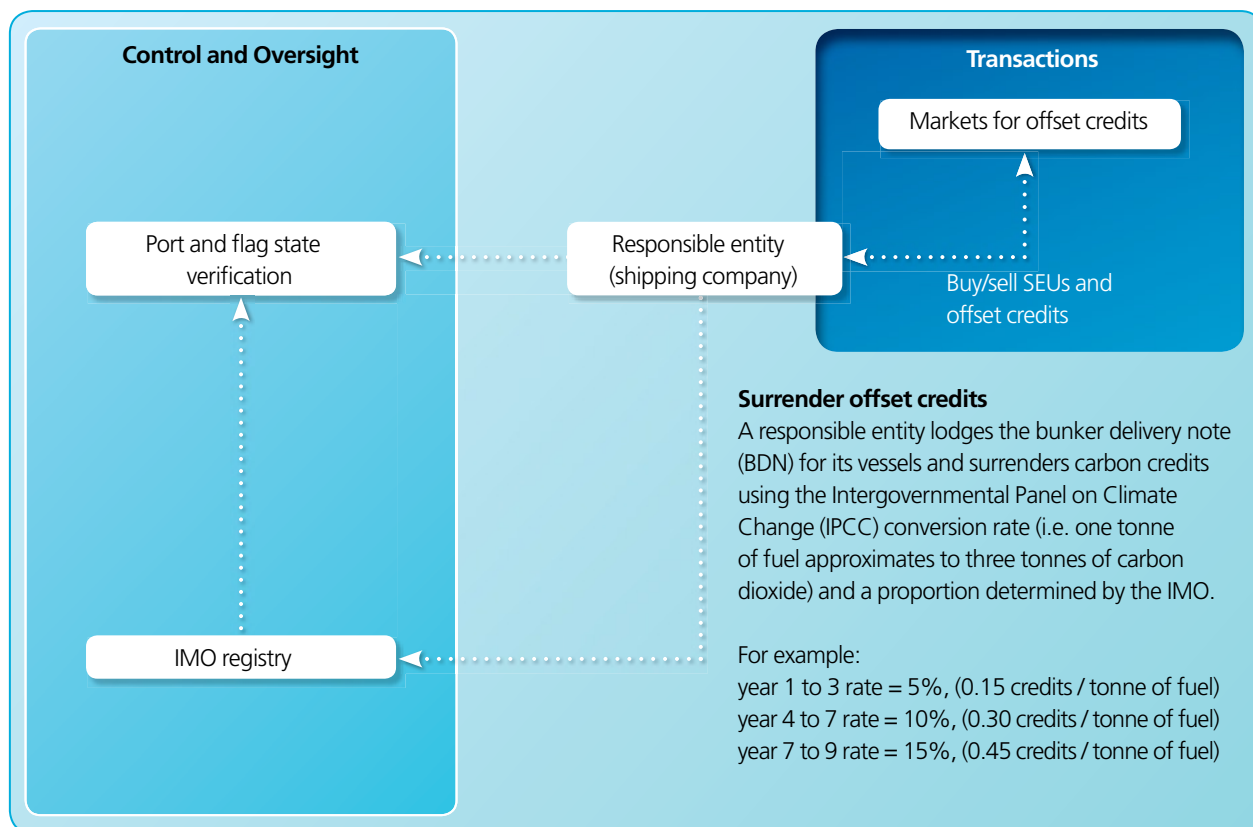 Control and Oversight
Transactions
Markets for offset credits
Port and flag state
verification
Responsible entity
(shipping company)
Buy/sell SEUs and
offset credits
IMO registry
Surrender offset credits
A responsible entity lodges the bunker delivery note
(BDN) for its vessels and surrenders carbon credits
using the Intergovernmental Panel on Climate
Change (IPCC) conversion rate (i.e. one tonne
of fuel approximates to three tonnes of carbon
dioxide) and a proportion determined by the IMO.
For example:
year 1 to 3 rate = 5%, (0.15 credits / tonne of fuel)
year 4 to 7 rate = 10%, (0.30 credits / tonne of fuel)
year 7 to 9 rate = 15%, (0.45 credits / tonne of fuel)